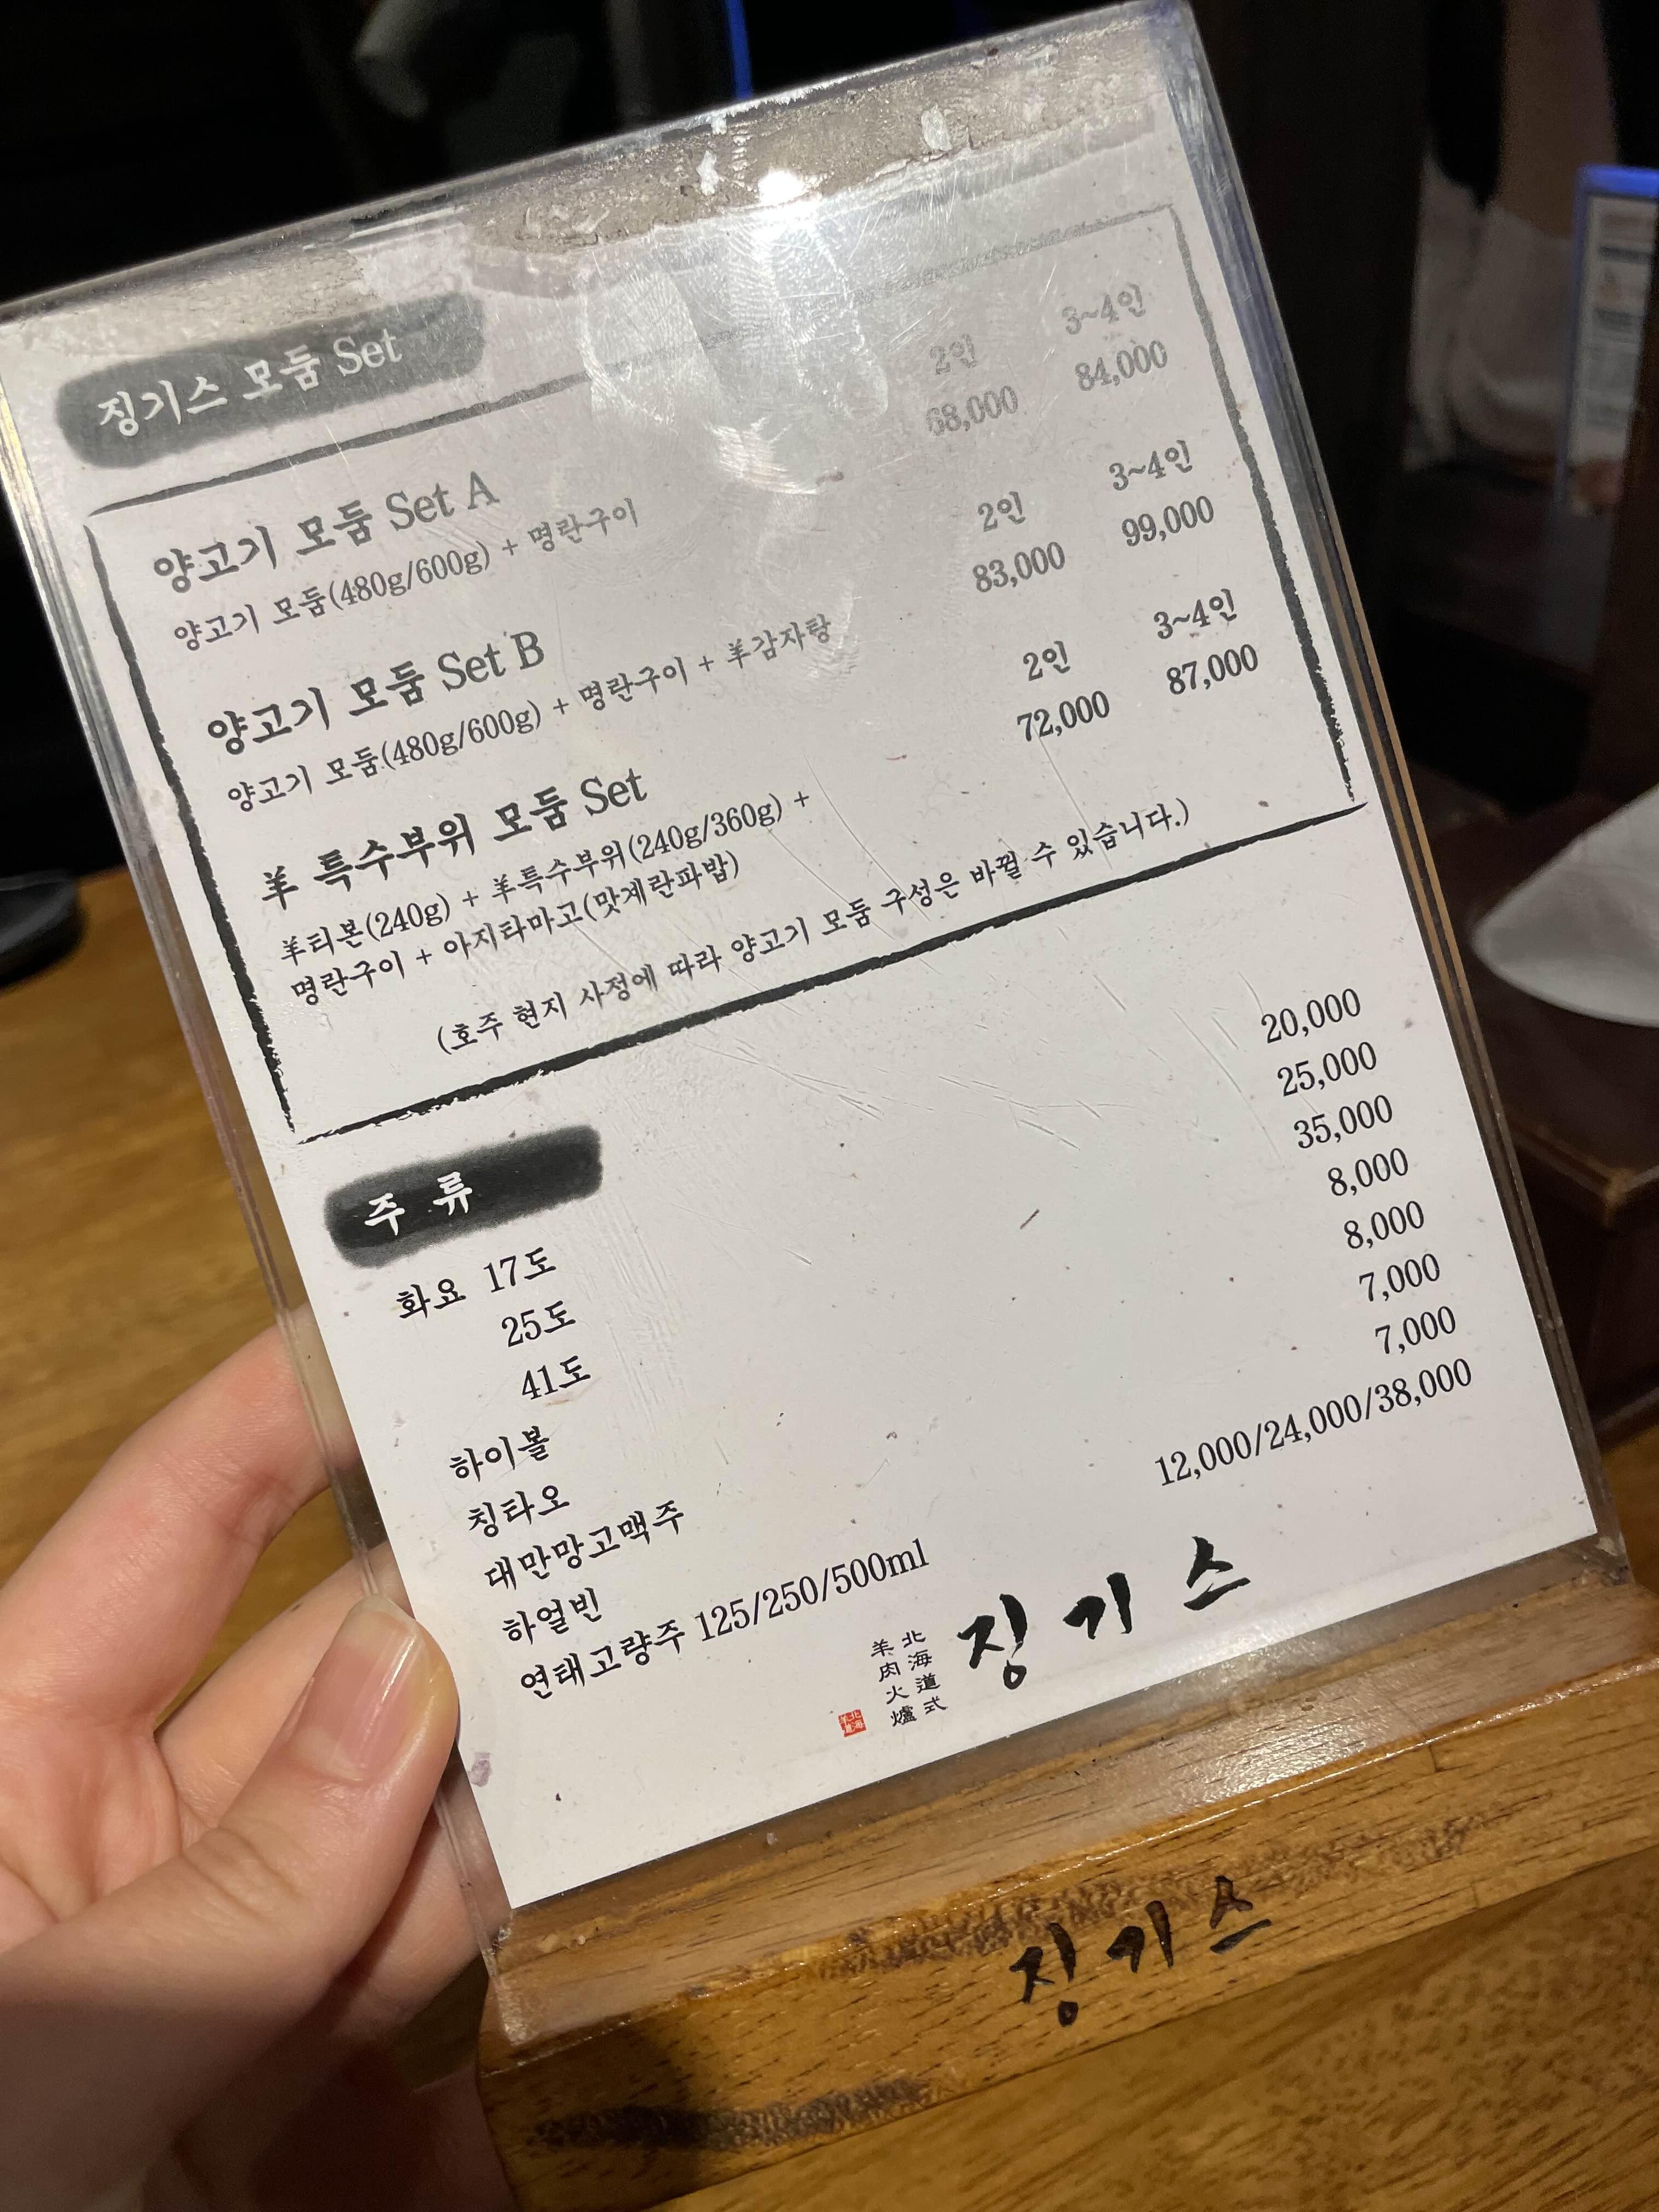 징기스 모둠 Set
2인 3~4인
양고기 모둠 Set A 68,000 84,000
양고기 모둠(480g/600g) + 명란구이
2인 3~4인
양고기 모둠 Set B 83,000 99,000
양고기 모둠(480g/600g) + 명란구이 + 羊감자탕
2인 3~4인
羊 특수부위 모둠 Set 72,000 87,000
羊티본(240g) + 羊특수부위(240g/360g) +
명란구이 + 아지타마고(맛계란파밥)
(호주 현지 사정에 따라 양고기 모둠 구성은 바뀔 수 있습니다.)
주 류
화요 17도 20,000
25도 25,000
41도 35,000
하이볼 8,000
칭타오 8,000
대만망고맥주 7,000
하얼빈 7,000
연태고량주 125/250/500ml 12,000/24,000/38,000
北海道式
羊肉火爐
징기스
징기스